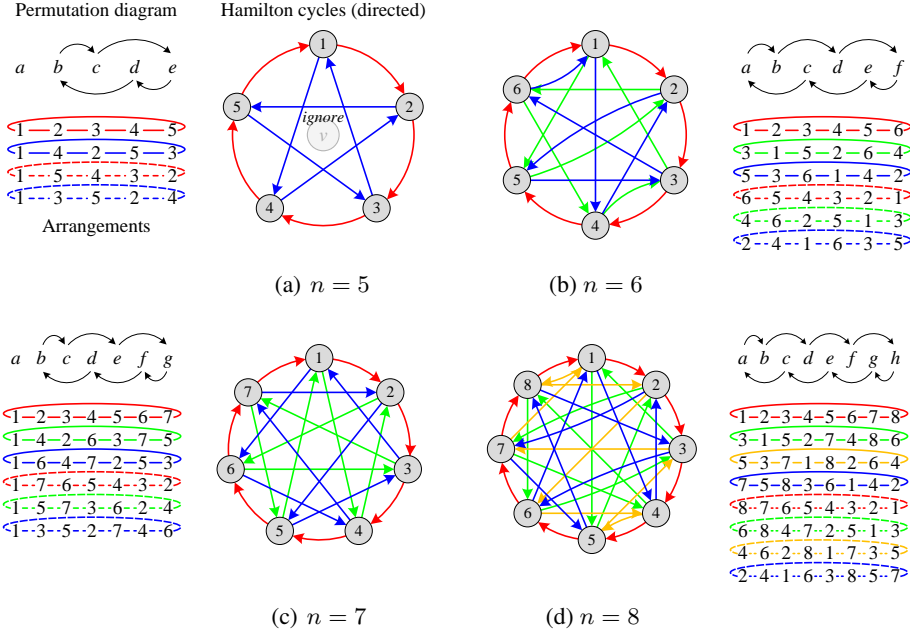 Permutation diagram
Hamilton cycles (directed)
a b c d e
1 2 3 4 5
1 4 2 5 3
1 5 4 3 2
1 3 5 2 4
Arrangements
1
2
3
4
5
ignore
v
(a) n = 5
1
2
3
4
5
6
(b) n = 6
a b c d e f
1 2 3 4 5 6
3 1 5 2 6 4
5 3 6 1 4 2
6 5 4 3 2 1
4 6 2 5 1 3
2 4 1 6 3 5
a b c d e f g
1 2 3 4 5 6 7
1 4 2 6 3 7 5
1 6 4 7 2 5 3
1 7 6 5 4 3 2
1 5 7 3 6 2 4
1 3 5 2 7 4 6
1
2
3
4
5
6
7
(c) n = 7
1
2
3
4
5
6
7
8
(d) n = 8
a b c d e f g h
1 2 3 4 5 6 7 8
3 1 5 2 7 4 8 6
5 3 7 1 8 2 6 4
7 5 8 3 6 1 4 2
8 7 6 5 4 3 2 1
6 8 4 7 2 5 1 3
4 6 2 8 1 7 3 5
2 4 1 6 3 8 5 7